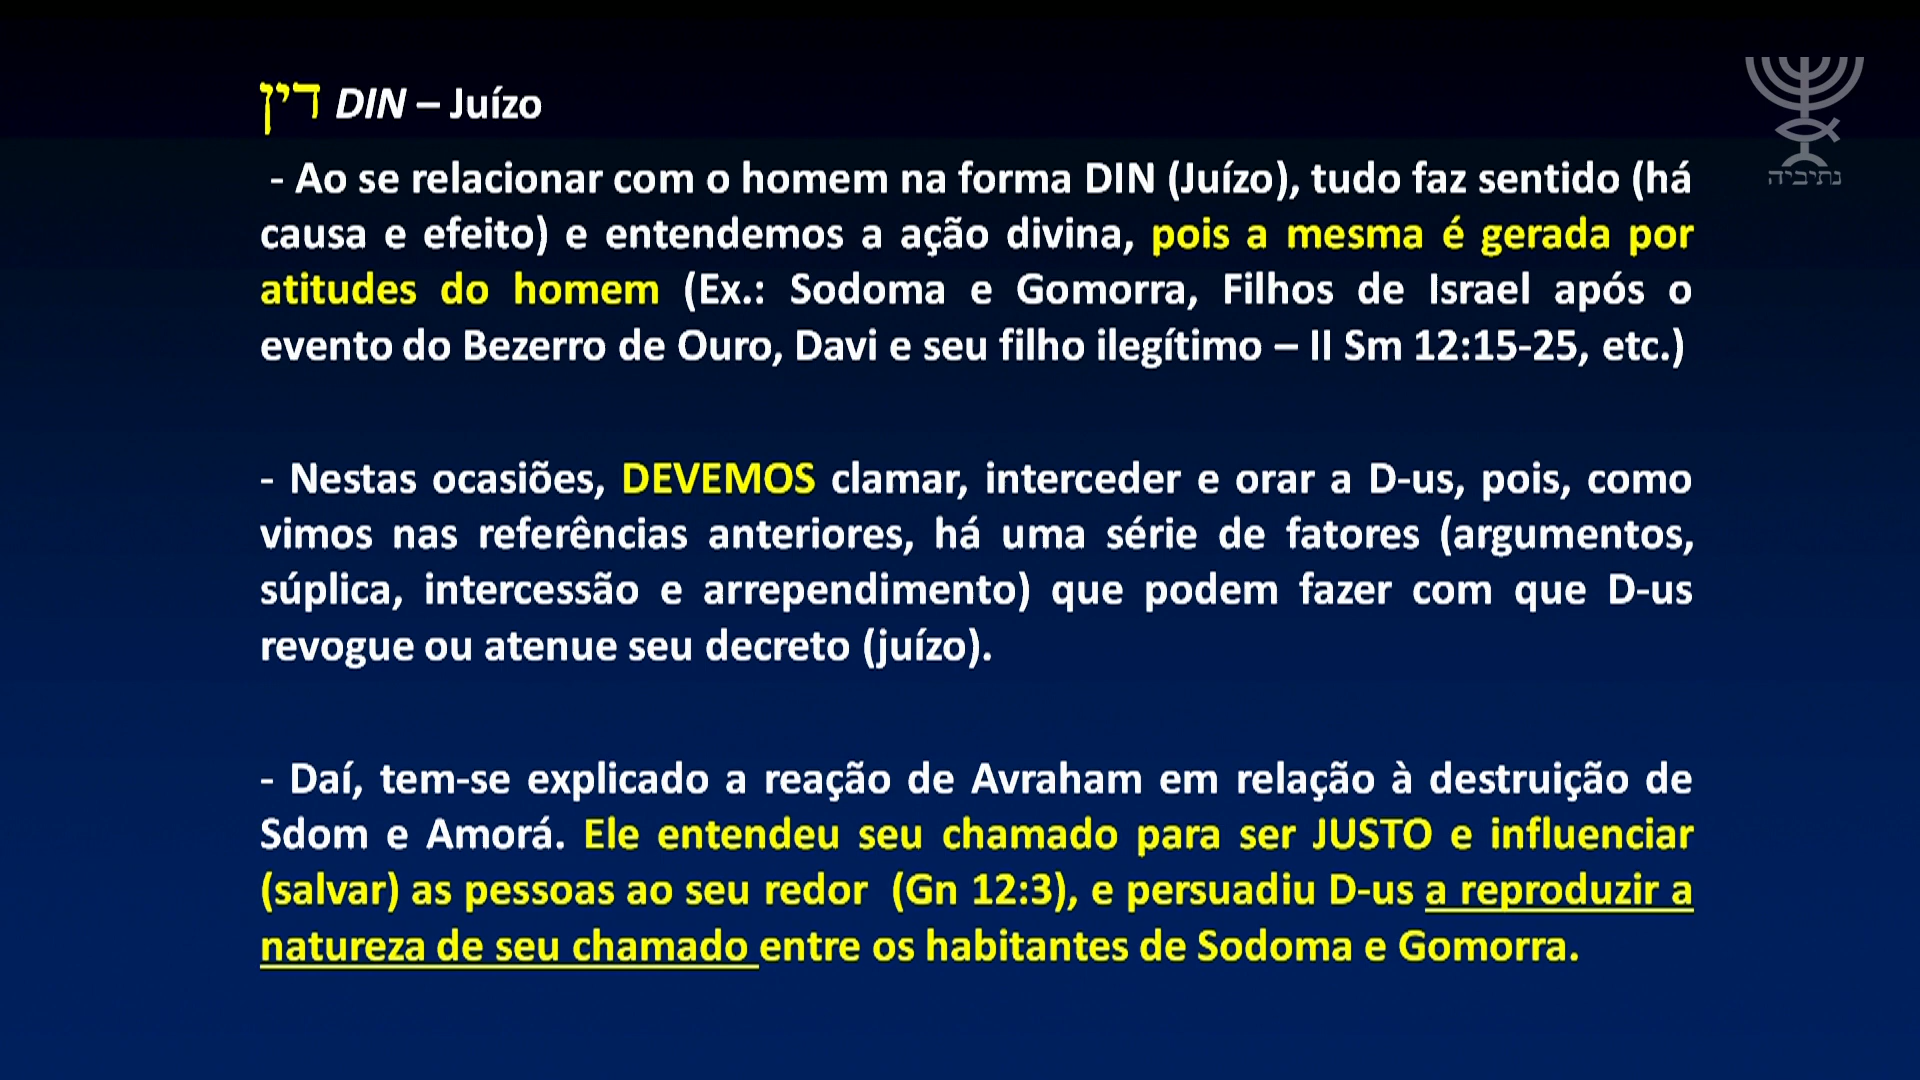 דין DIN – Juízo
נתיביה
- Ao se relacionar com o homem na forma DIN (Juízo), tudo faz sentido (há
causa e efeito) e entendemos a ação divina, pois a mesma é gerada por
atitudes do homem (Ex.: Sodoma e Gomorra, Filhos de Israel após o
evento do Bezerro de Ouro, Davi e seu filho ilegítimo – II Sm 12:15-25, etc.)
- Nestas ocasiões, DEVEMOS clamar, interceder e orar a D-us, pois, como
vimos nas referências anteriores, há uma série de fatores (argumentos,
súplica, intercessão e arrependimento) que podem fazer com que D-us
revogue ou atenue seu decreto (juízo).
- Daí, tem-se explicado a reação de Avraham em relação à destruição de
Sdom e Amorá. Ele entendeu seu chamado para ser JUSTO e influenciar
(salvar) as pessoas ao seu redor (Gn 12:3), e persuadiu D-us a reproduzir a
natureza de seu chamado entre os habitantes de Sodoma e Gomorra.